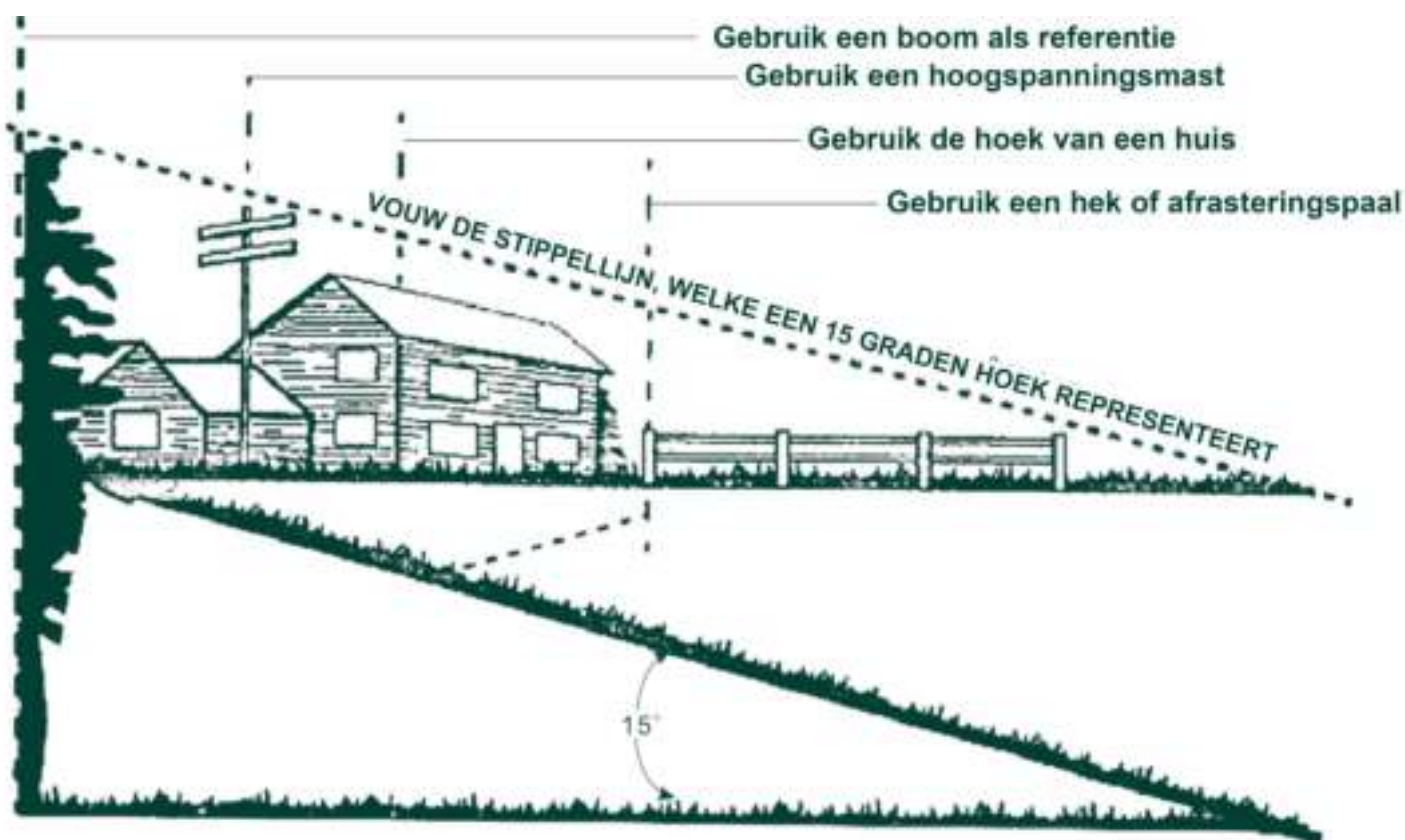 Gebruik een boom als referentie
Gebruik een hoogspanningsmast
Gebruik de hoek van een huis
Gebruik een hek of afrasteringspaal
VOUW DE STIPPELLIJN, WELKE EEN 15 GRADEN HOEK REPRESENTEERT
15°